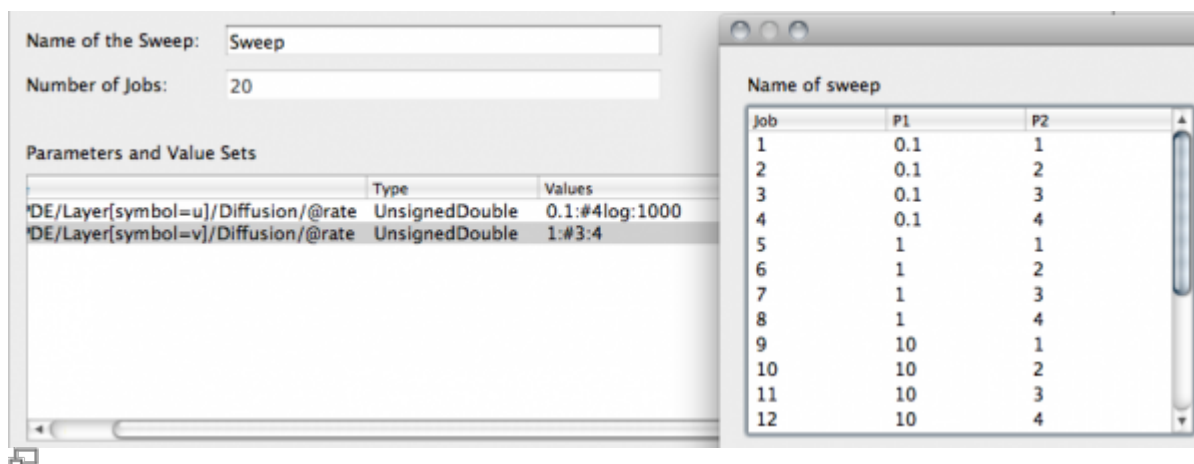 Name of the Sweep: Sweep
Number of Jobs: 20
Parameters and Value Sets
Type Values
DE/Layer[symbol=u]/Diffusion/@rate UnsignedDouble 0.1:#4log:1000
DE/Layer[symbol=v]/Diffusion/@rate UnsignedDouble 1:#3:4
Name of sweep
Job P1 P2
1 0.1 1
2 0.1 2
3 0.1 3
4 0.1 4
5 1 1
6 1 2
7 1 3
8 1 4
9 10 1
10 10 2
11 10 3
12 10 4